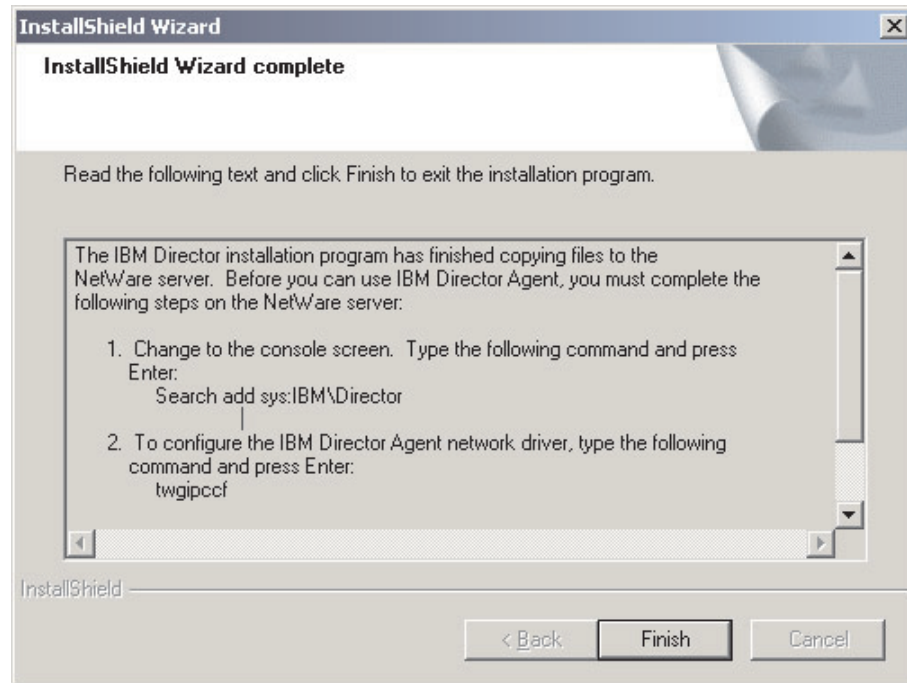 InstallShield Wizard
InstallShield Wizard complete
Read the following text and click Finish to exit the installation program.
The IBM Director installation program has finished copying files to the
NetWare server.  Before you can use IBM Director Agent, you must complete the
following steps on the NetWare server:
1.  Change to the console screen.  Type the following command and press
Enter:
Search add sys:IBM\Director
2.  To configure the IBM Director Agent network driver, type the following
command and press Enter:
twgipccf
InstallShield
< Back
Finish
Cancel